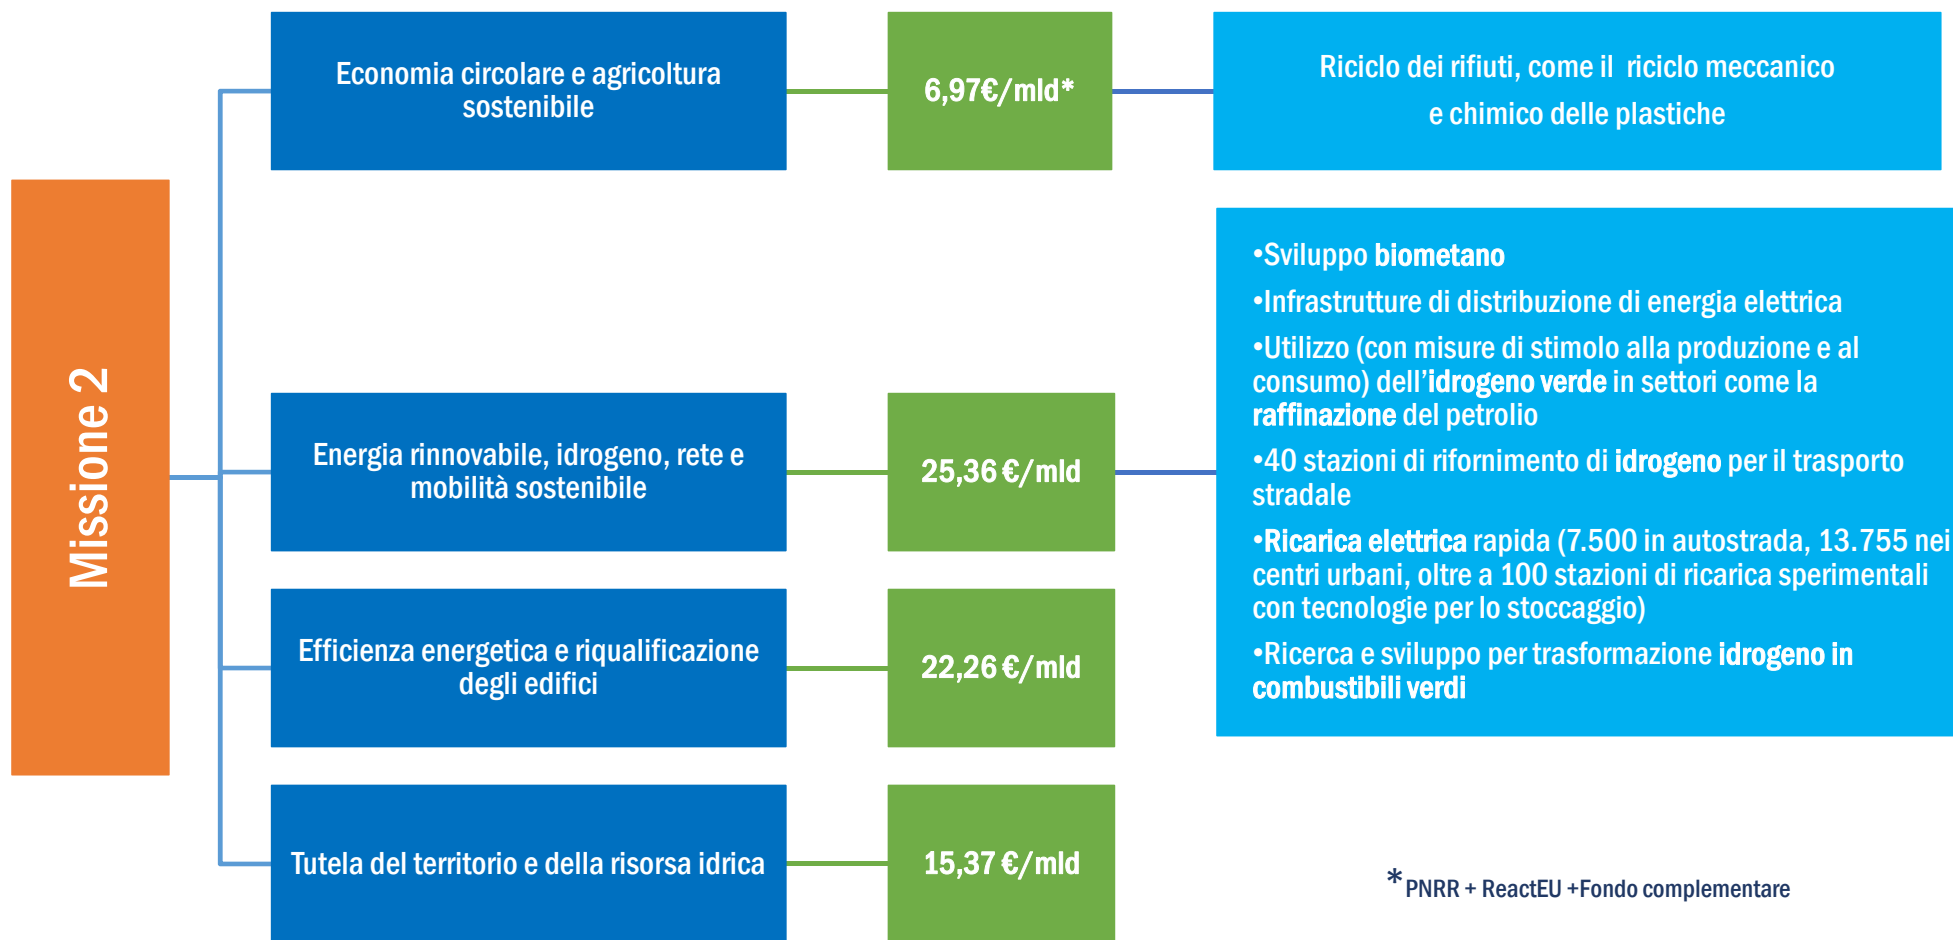 Missione 2
Economia circolare e agricoltura
sostenibile
6,97€/mld*
Riciclo dei rifiuti, come il riciclo meccanico
e chimico delle plastiche
Energia rinnovabile, idrogeno, rete e
mobilità sostenibile
25,36 €/mld
•Sviluppo biometano
•Infrastrutture di distribuzione di energia elettrica
•Utilizzo (con misure di stimolo alla produzione e al
consumo) dell’idrogeno verde in settori come la
raffinazione del petrolio
•40 stazioni di rifornimento di idrogeno per il trasporto
stradale
•Ricarica elettrica rapida (7.500 in autostrada, 13.755 nei
centri urbani, oltre a 100 stazioni di ricarica sperimentali
con tecnologie per lo stoccaggio)
•Ricerca e sviluppo per trasformazione idrogeno in
combustibili verdi
Efficienza energetica e riqualificazione
degli edifici
22,26 €/mld
Tutela del territorio e della risorsa idrica
15,37 €/mld
*PNRR + ReactEU +Fondo complementare